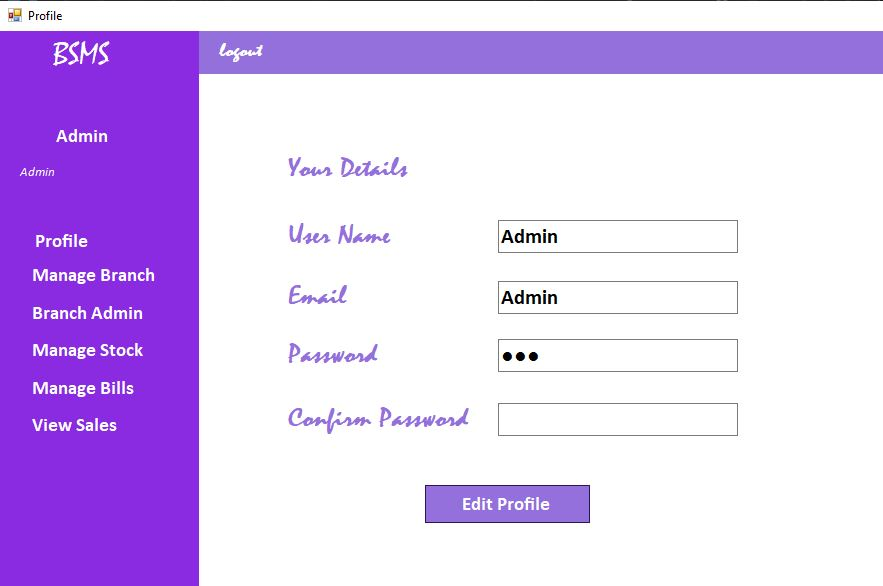 Profile
BSMS
logout
Admin
Admin
Profile
Manage Branch
Branch Admin
Manage Stock
Manage Bills
View Sales
Your Details
User Name
Admin
Email
Admin
Password
●●●
Confirm Password
Edit Profile